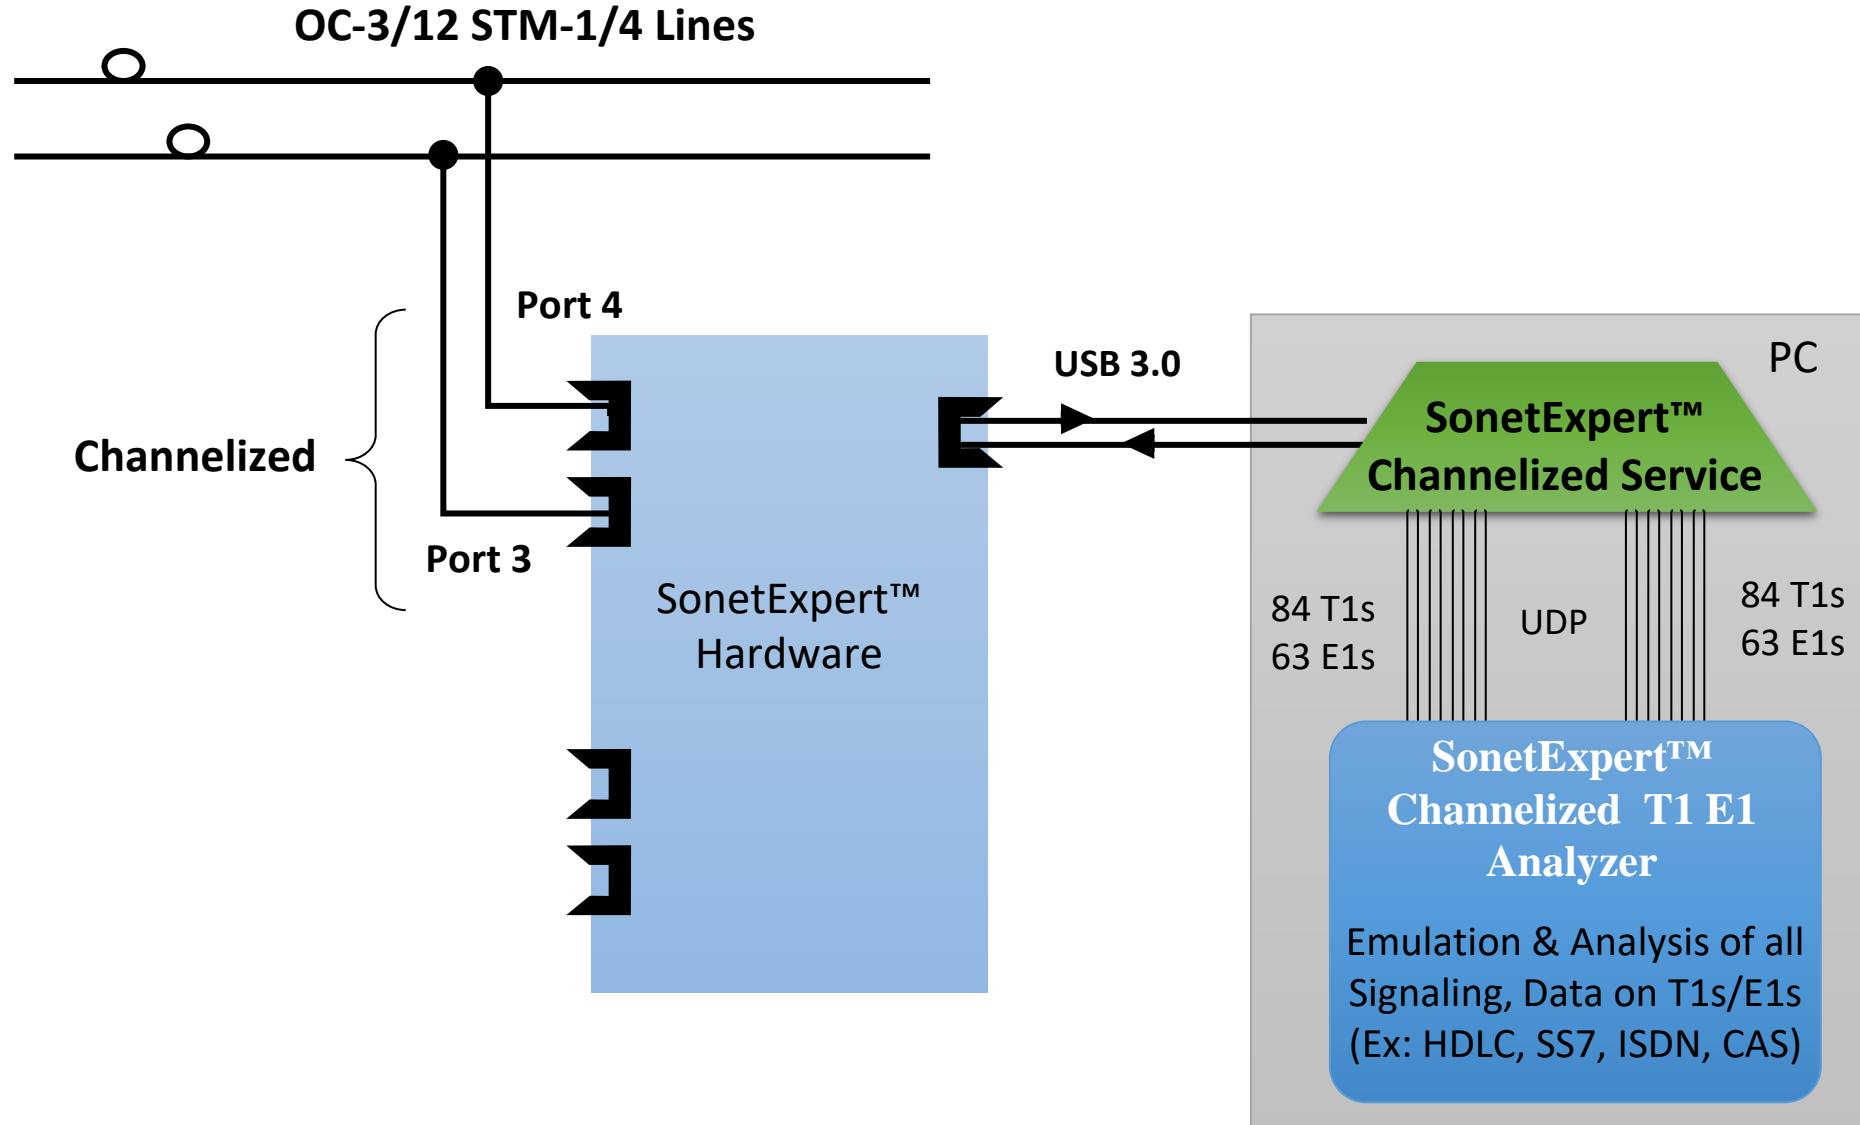 OC-3/12 STM-1/4 Lines
Port 4
Channelized
Port 3
SonetExpert™
Hardware
USB 3.0
PC
SonetExpert™
Channelized Service
84 T1s
63 E1s
UDP
84 T1s
63 E1s
SonetExpert™
Channelized T1 E1
Analyzer
Emulation & Analysis of all
Signaling, Data on T1s/E1s
(Ex: HDLC, SS7, ISDN, CAS)